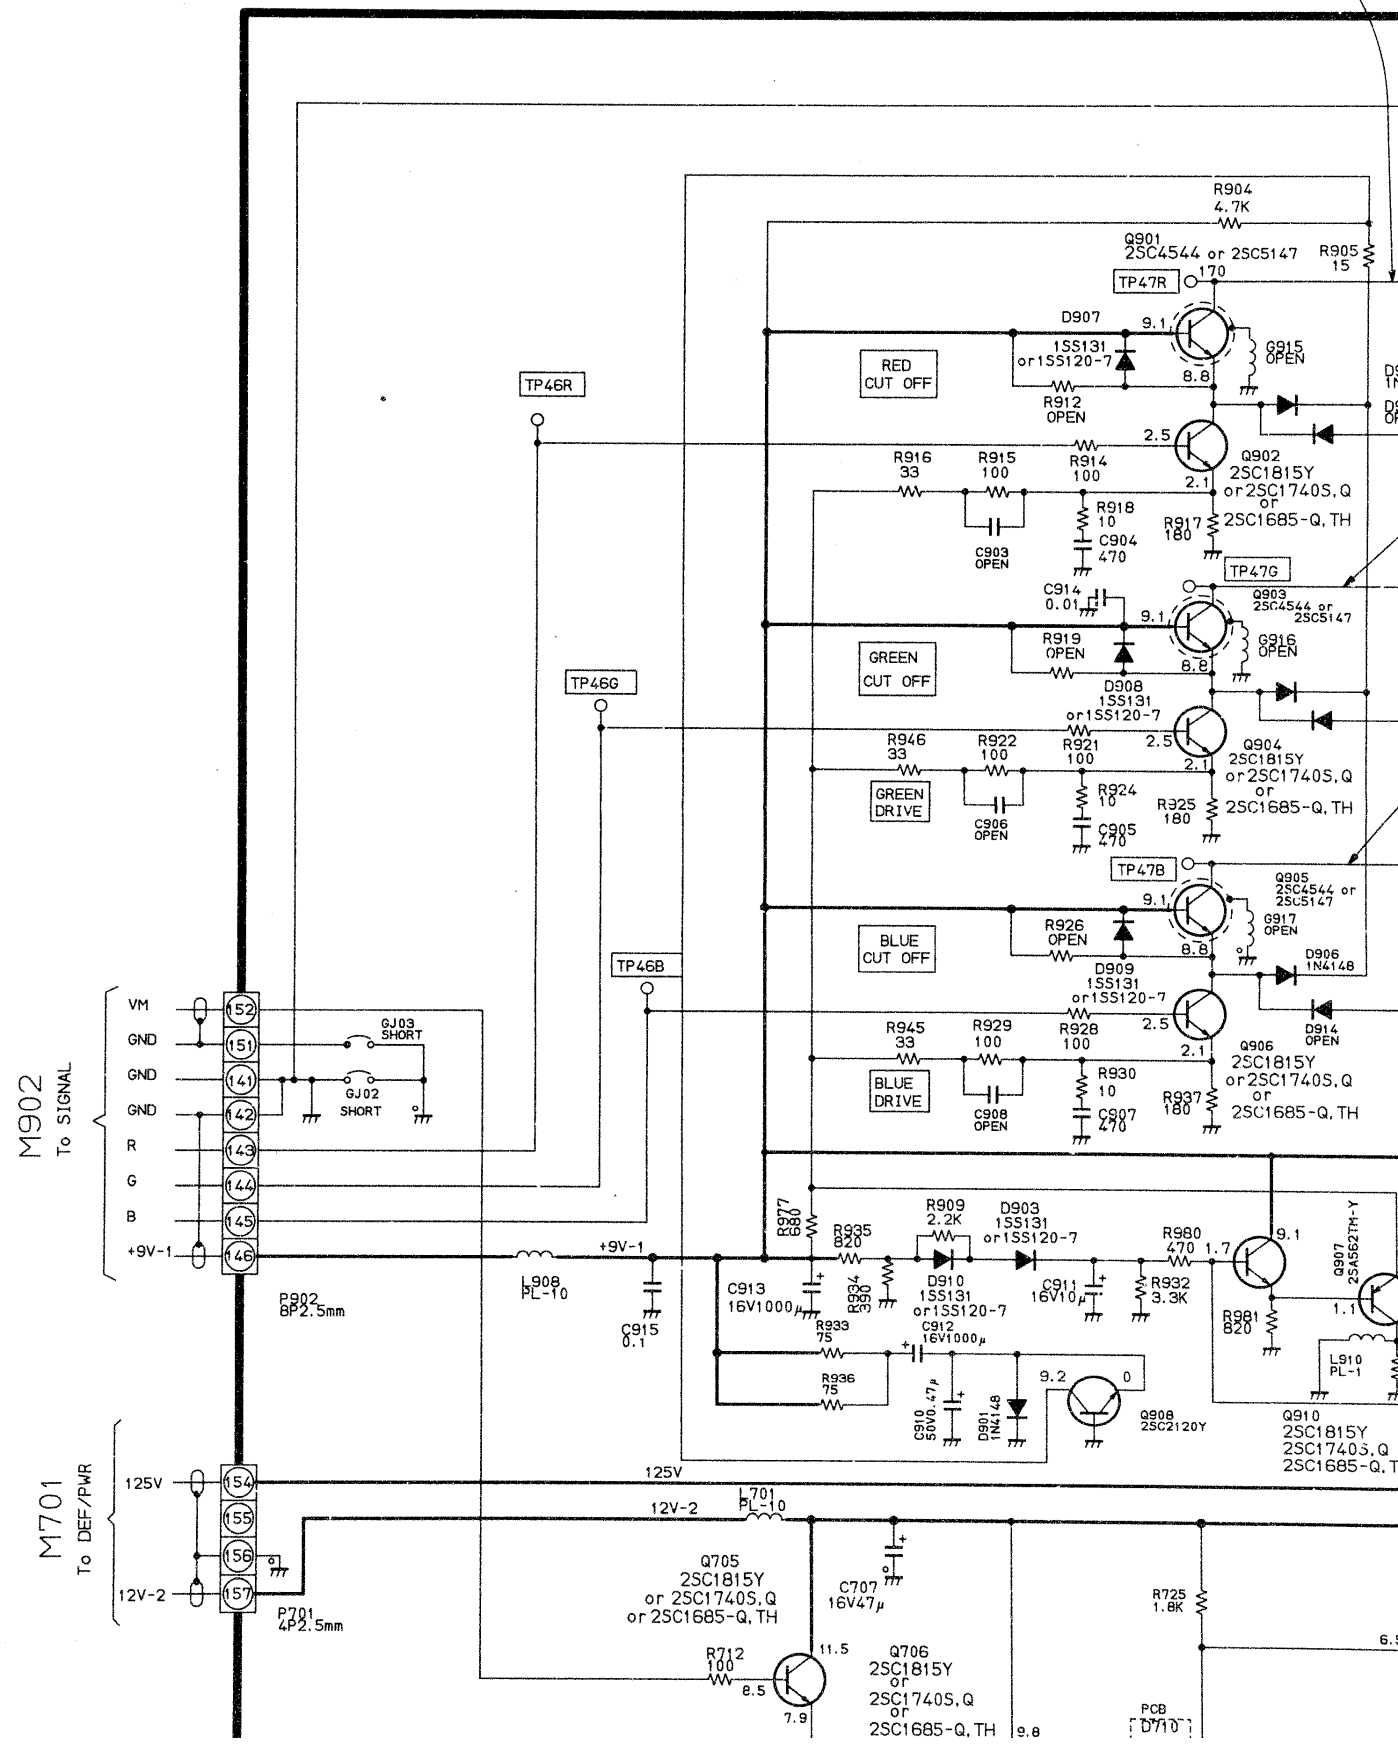 R904
4.7K
Q901
2SC4544 or 2SC5147
170
R905
15
TP47R
D907
9.1
1SS131
or1SS120-7
8.8
G915
OPEN
RED
CUT OFF
R912
OPEN
TP46R
2.5
R916
33
R915
100
R914
100
Q902
2SC1815Y
or2SC1740S,Q
or
2SC1685-Q,TH
2.1
R918
10
R917
180
C903
OPEN
C904
470
TP47G
Q903
2SC4544 or
2SC5147
C914
0.01
9.1
R919
OPEN
G916
OPEN
8.8
GREEN
CUT OFF
D908
1SS131
or1SS120-7
TP46G
2.5
R946
33
R922
100
R921
100
Q904
2SC1815Y
or2SC1740S,Q
or
2SC1685-Q,TH
2.1
GREEN
DRIVE
R924
10
R925
180
C906
OPEN
C905
470
TP47B
Q905
2SC4544 or
2SC5147
9.1
G917
OPEN
R926
OPEN
8.8
BLUE
CUT OFF
D906
1N4148
D909
1SS131
or1SS120-7
TP46B
2.5
D914
OPEN
R945
33
R929
100
R928
100
Q906
2SC1815Y
or2SC1740S,Q
or
2SC1685-Q,TH
2.1
BLUE
DRIVE
R930
10
R937
180
C908
OPEN
C907
470
M902
To SIGNAL
VM
152
GND
151
GJ03
SHORT
GND
141
GJ02
SHORT
GND
142
R
143
G
144
B
145
+9V-1
146
P902
8P2.5mm
L908
PL-10
+9V-1
C915
0.1
C913
16V1000μ
R977
680
R935
820
R934
390
R909
2.2K
D903
1SS131
or1SS120-7
D910
1SS131
or1SS120-7
C911
16V10μ
R980
470
1.7
R932
3.3K
9.1
R981
820
Q907
2SA562TM-Y
1.1
L910
PL-1
R933
75
C912
16V1000μ
R936
75
C910
50V0.47μ
D901
1N4148
9.2
0
Q908
2SC2120Y
Q910
2SC1815Y
2SC1740S,Q
2SC1685-Q,T
M701
To DEF/PWR
125V
154
155
156
12V-2
157
P701
4P2.5mm
125V
12V-2
L701
PL-10
Q705
2SC1815Y
or 2SC1740S,Q
or 2SC1685-Q,TH
C707
16V47μ
R725
1.8K
R712
100
8.5
11.5
7.9
Q706
2SC1815Y
or
2SC1740S,Q
or
2SC1685-Q,TH
9.8
PCB
D710